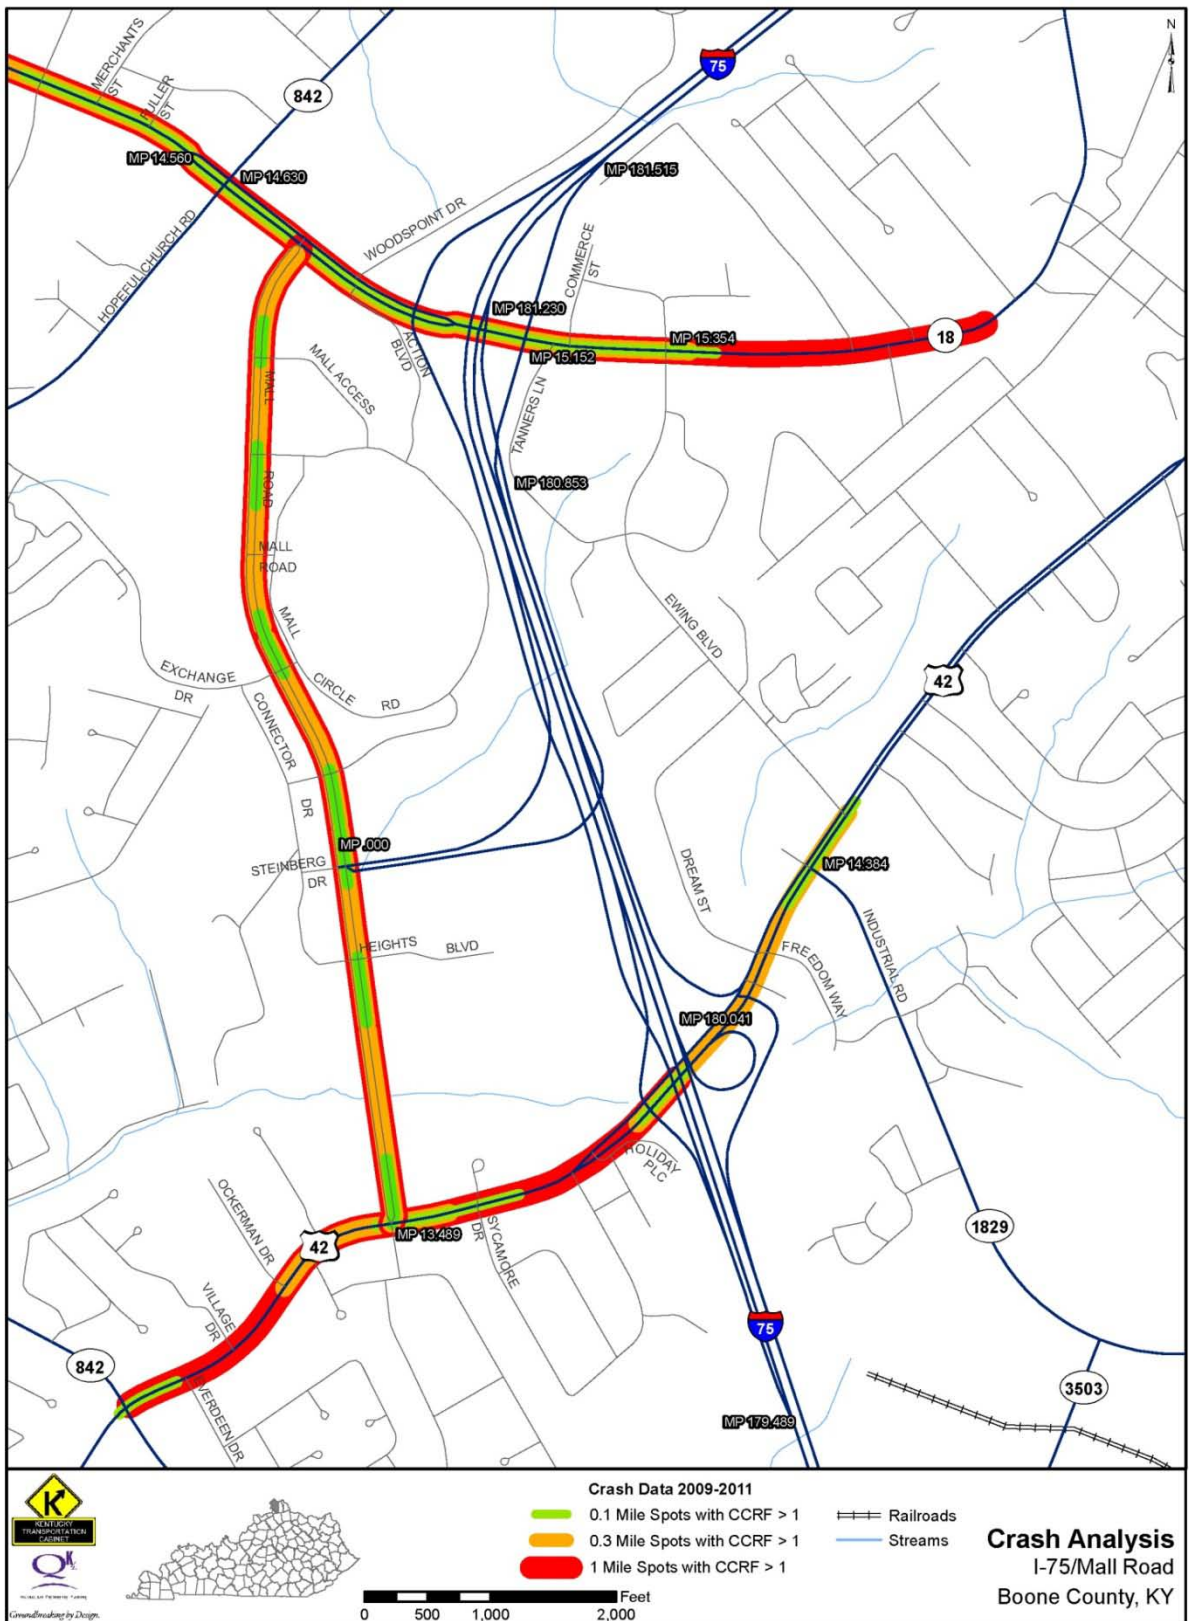 N
MERCHANTS
ST
FULLER
ST
842
75
MP 14.560
MP 14.630
MP 181.515
WOODSPOINT DR
HOPEFUL CHURCH RD
COMMERCE
ST
MP 181.230
MP 15.354
18
MP 15.152
ACTION
BLVD
MALL ACCESS
MALL
ROAD
TANNERS LN
MP 180.853
MALL
ROAD
MALL
CIRCLE
RD
EWING BLVD
EXCHANGE
DR
CONNECTOR
DR
42
MP .000
STEINBERG
DR
MP 14.384
DREAM ST
INDUSTRIAL RD
HEIGHTS
BLVD
FREEDOM WAY
MP 180.041
HOLIDAY
PLC
OCKERMAN DR
SYCAMORE
DR
MP 13.489
42
1829
VILLAGE
DR
75
842
3503
EVERDEEN DR
MP 179.489
KENTUCKY
TRANSPORTATION
CABINET
Groundbreaking by Design.
Crash Data 2009-2011
0.1 Mile Spots with CCRF > 1
0.3 Mile Spots with CCRF > 1
1 Mile Spots with CCRF > 1
Railroads
Streams
Feet
0 500 1,000 2,000
Crash Analysis
I-75/Mall Road
Boone County, KY